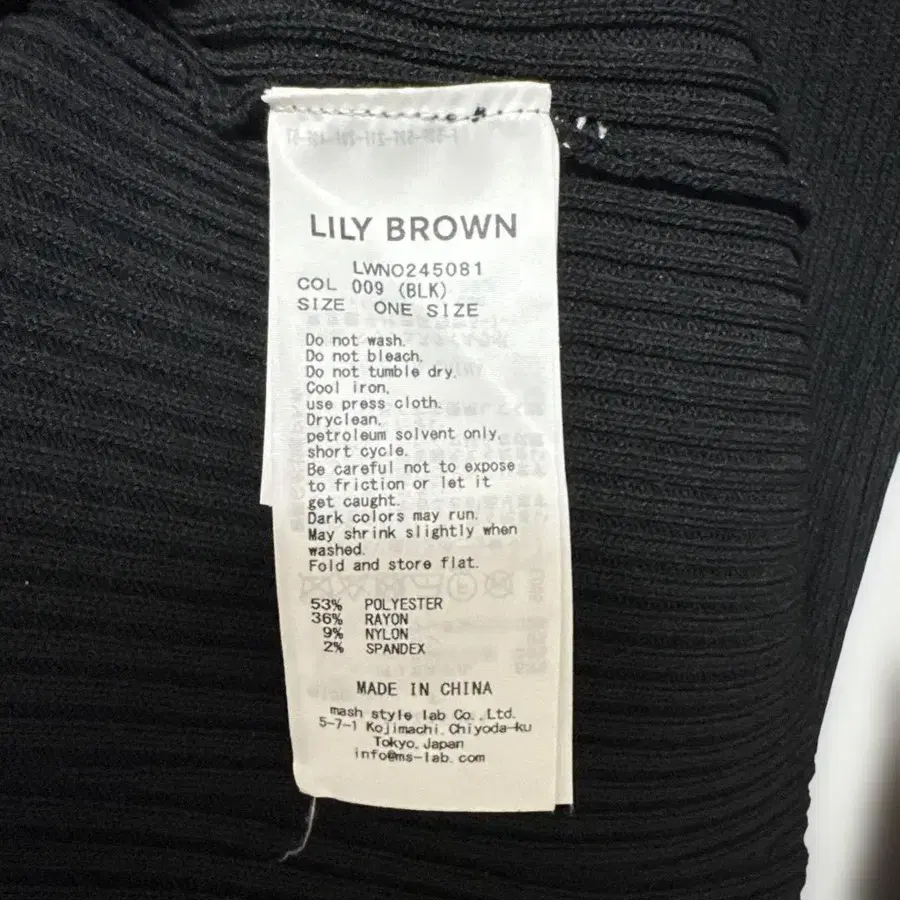 LILY BROWN
LWNO245081
COL 009 (BLK)
SIZE ONE SIZE
Do not wash.
Do not bleach.
Do not tumble dry.
Cool iron,
use press cloth.
Dryclean,
petroleum solvent only,
short cycle.
Be careful not to expose
to friction or let it
get caught.
Dark colors may run.
May shrink slightly when
washed.
Fold and store flat.
53% POLYESTER
36% RAYON
9% NYLON
2% SPANDEX
MADE IN CHINA
mash style lab Co.,Ltd.
5-7-1 Kojimachi, Chiyoda-ku
Tokyo, Japan
info@ms-lab.com